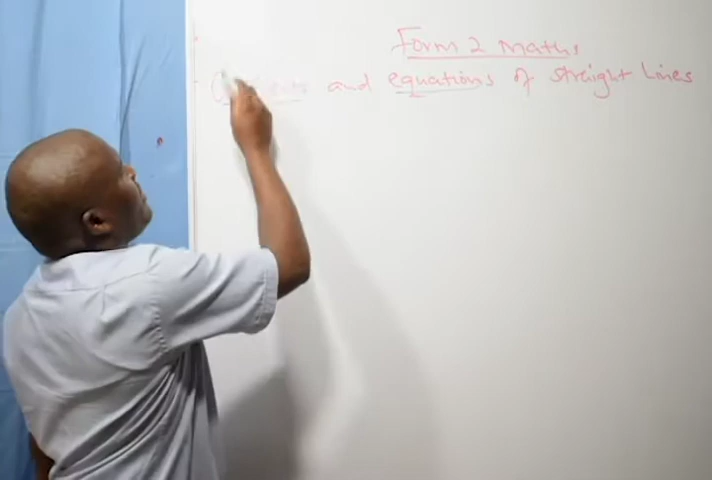 Form 2 maths
and equations of straight Lines